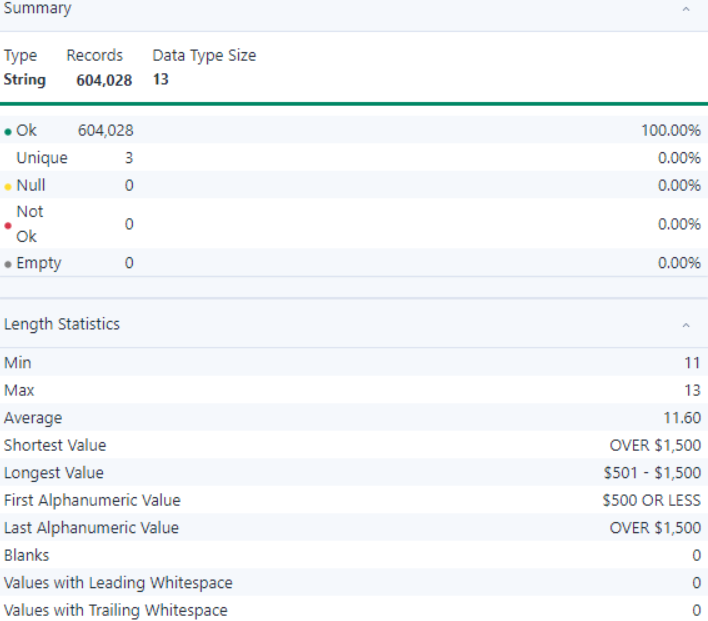 Summary
Type Records Data Type Size
String 604,028 13
Ok 604,028 100.00%
Unique 3 0.00%
Null 0 0.00%
Not
Ok 0 0.00%
Empty 0 0.00%
Length Statistics
Min 11
Max 13
Average 11.60
Shortest Value OVER $1,500
Longest Value $501 - $1,500
First Alphanumeric Value $500 OR LESS
Last Alphanumeric Value OVER $1,500
Blanks 0
Values with Leading Whitespace 0
Values with Trailing Whitespace 0